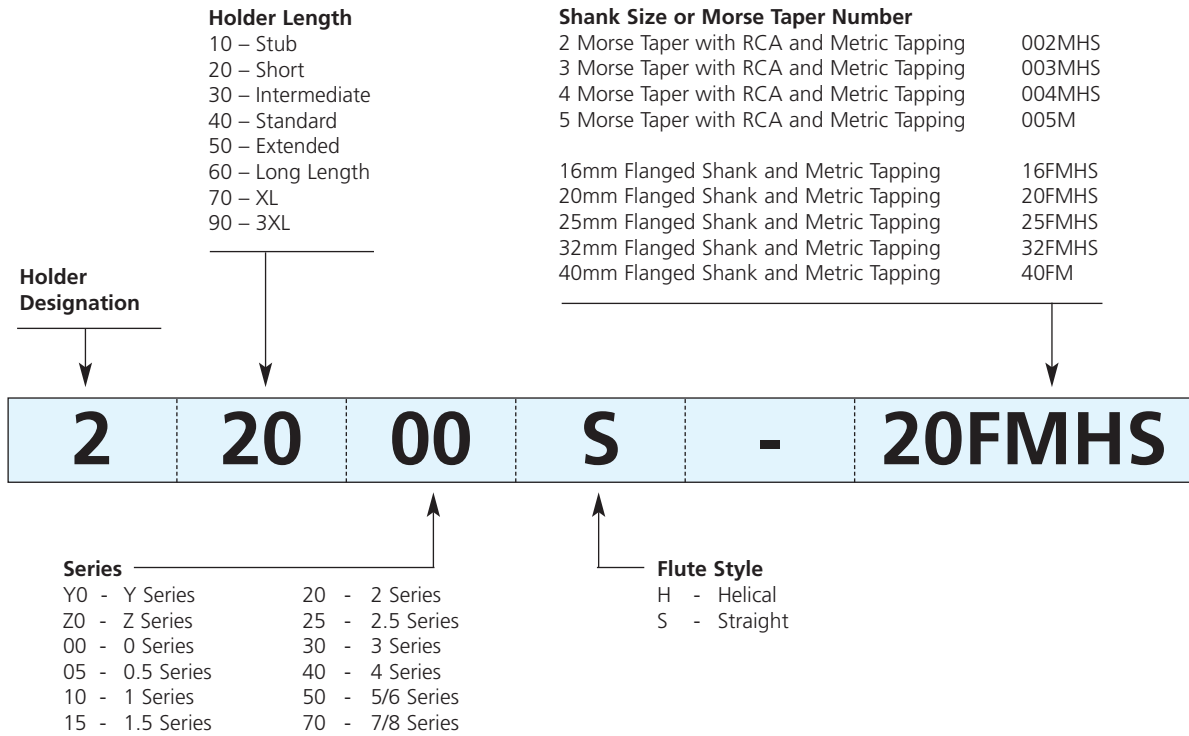 Holder Length
10 – Stub
20 – Short
30 – Intermediate
40 – Standard
50 – Extended
60 – Long Length
70 – XL
90 – 3XL
Shank Size or Morse Taper Number
2 Morse Taper with RCA and Metric Tapping 002MHS
3 Morse Taper with RCA and Metric Tapping 003MHS
4 Morse Taper with RCA and Metric Tapping 004MHS
5 Morse Taper with RCA and Metric Tapping 005M
16mm Flanged Shank and Metric Tapping 16FMHS
20mm Flanged Shank and Metric Tapping 20FMHS
25mm Flanged Shank and Metric Tapping 25FMHS
32mm Flanged Shank and Metric Tapping 32FMHS
40mm Flanged Shank and Metric Tapping 40FM
Holder
Designation
2 20 00 S - 20FMHS
Series
Y0 - Y Series
Z0 - Z Series
00 - 0 Series
05 - 0.5 Series
10 - 1 Series
15 - 1.5 Series
20 - 2 Series
25 - 2.5 Series
30 - 3 Series
40 - 4 Series
50 - 5/6 Series
70 - 7/8 Series
Flute Style
H - Helical
S - Straight